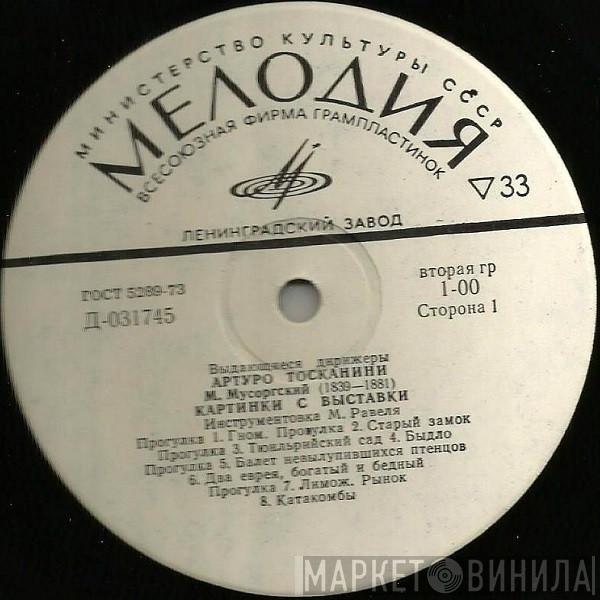 МИНИСТЕРСТВО КУЛЬТУРЫ СССР
МЕЛОДИЯ
ВСЕСОЮЗНАЯ ФИРМА ГРАМПЛАСТИНОК
33
ЛЕНИНГРАДСКИЙ ЗАВОД
ГОСТ 5289-73
Д-031745
вторая гр
1-00
Сторона 1
Выдающиеся дирижеры
АРТУРО ТОСКАНИНИ
М. Мусоргский (1839—1881)
КАРТИНКИ С ВЫСТАВКИ
Инструментовка М. Равеля
Прогулка 1. Гном. Прогулка 2. Старый замок
Прогулка 3. Тюильрийский сад 4. Быдло
Прогулка 5. Балет невылупившихся птенцов
6. Два еврея, богатый и бедный
Прогулка 7. Лимож. Рынок
8. Катакомбы
МАРКЕТ ВИНИЛА